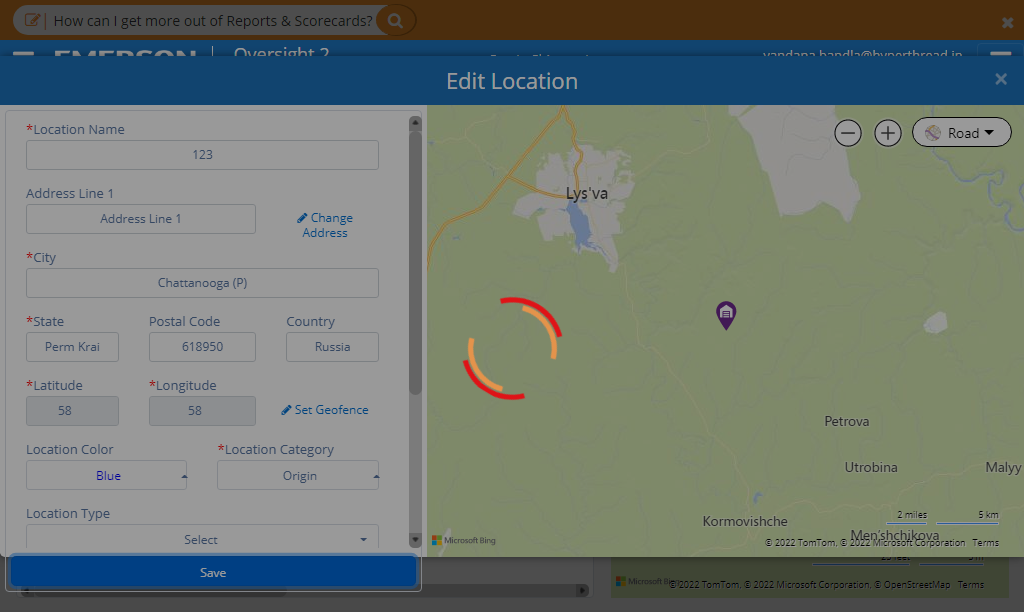 How can I get more out of Reports & Scorecards?
EMERSON
Oversight 2
vandana.bandla@hyperthread.in
Edit Location
*Location Name
123
Address Line 1
Address Line 1
Change Address
*City
Chattanooga (P)
*State
Postal Code
Country
Perm Krai
618950
Russia
*Latitude
*Longitude
58
58
Set Geofence
Location Color
*Location Category
Blue
Origin
Location Type
Select
Save
Road
Lys'va
Petrova
Utrobina
Malyy
Kormovishche
Men'shchikova
2 miles
5 km
Microsoft Bing
© 2022 TomTom, © 2022 Microsoft Corporation Terms
Microsoft Bing
© 2022 TomTom, © 2022 Microsoft Corporation, © OpenStreetMap Terms